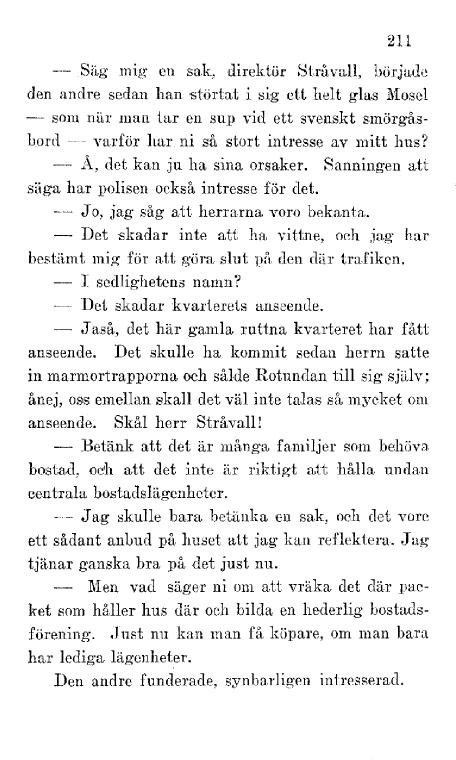 211
— Säg mig en sak, direktör Stråvall, började
den andre sedan han störtat i sig ett helt glas Mosel
— som när man tar en sup vid ett svenskt smörgås-
bord — varför har ni så stort intresse av mitt hus?
— Å, det kan ju ha sina orsaker. Sanningen att
säga har polisen också intresse för det.
— Jo, jag såg att herrarna voro bekanta.
— Det skadar inte att ha vittne, och jag har
bestämt mig för att göra slut på den där trafiken.
— I sedlighetens namn?
— Det skadar kvarterets anseende.
— Jaså, det här gamla ruttna kvarteret har fått
anseende. Det skulle ha kommit sedan herrn satte
in marmortrapporna och sålde Rotundan till sig själv;
ånej, oss emellan skall det väl inte talas så mycket om
anseende. Skål herr Stråvall!
— Betänk att det är många familjer som behöva
bostad, och att det inte är riktigt att hålla undan
centrala bostadslägenheter.
— Jag skulle bara betänka en sak, och det vore
ett sådant anbud på huset att jag kan reflektera. Jag
tjänar ganska bra på det just nu.
— Men vad säger ni om att vräka det där pac-
ket som håller hus där och bilda en hederlig bostads-
förening. Just nu kan man få köpare, om man bara
har lediga lägenheter.
Den andre funderade, synbarligen intresserad.